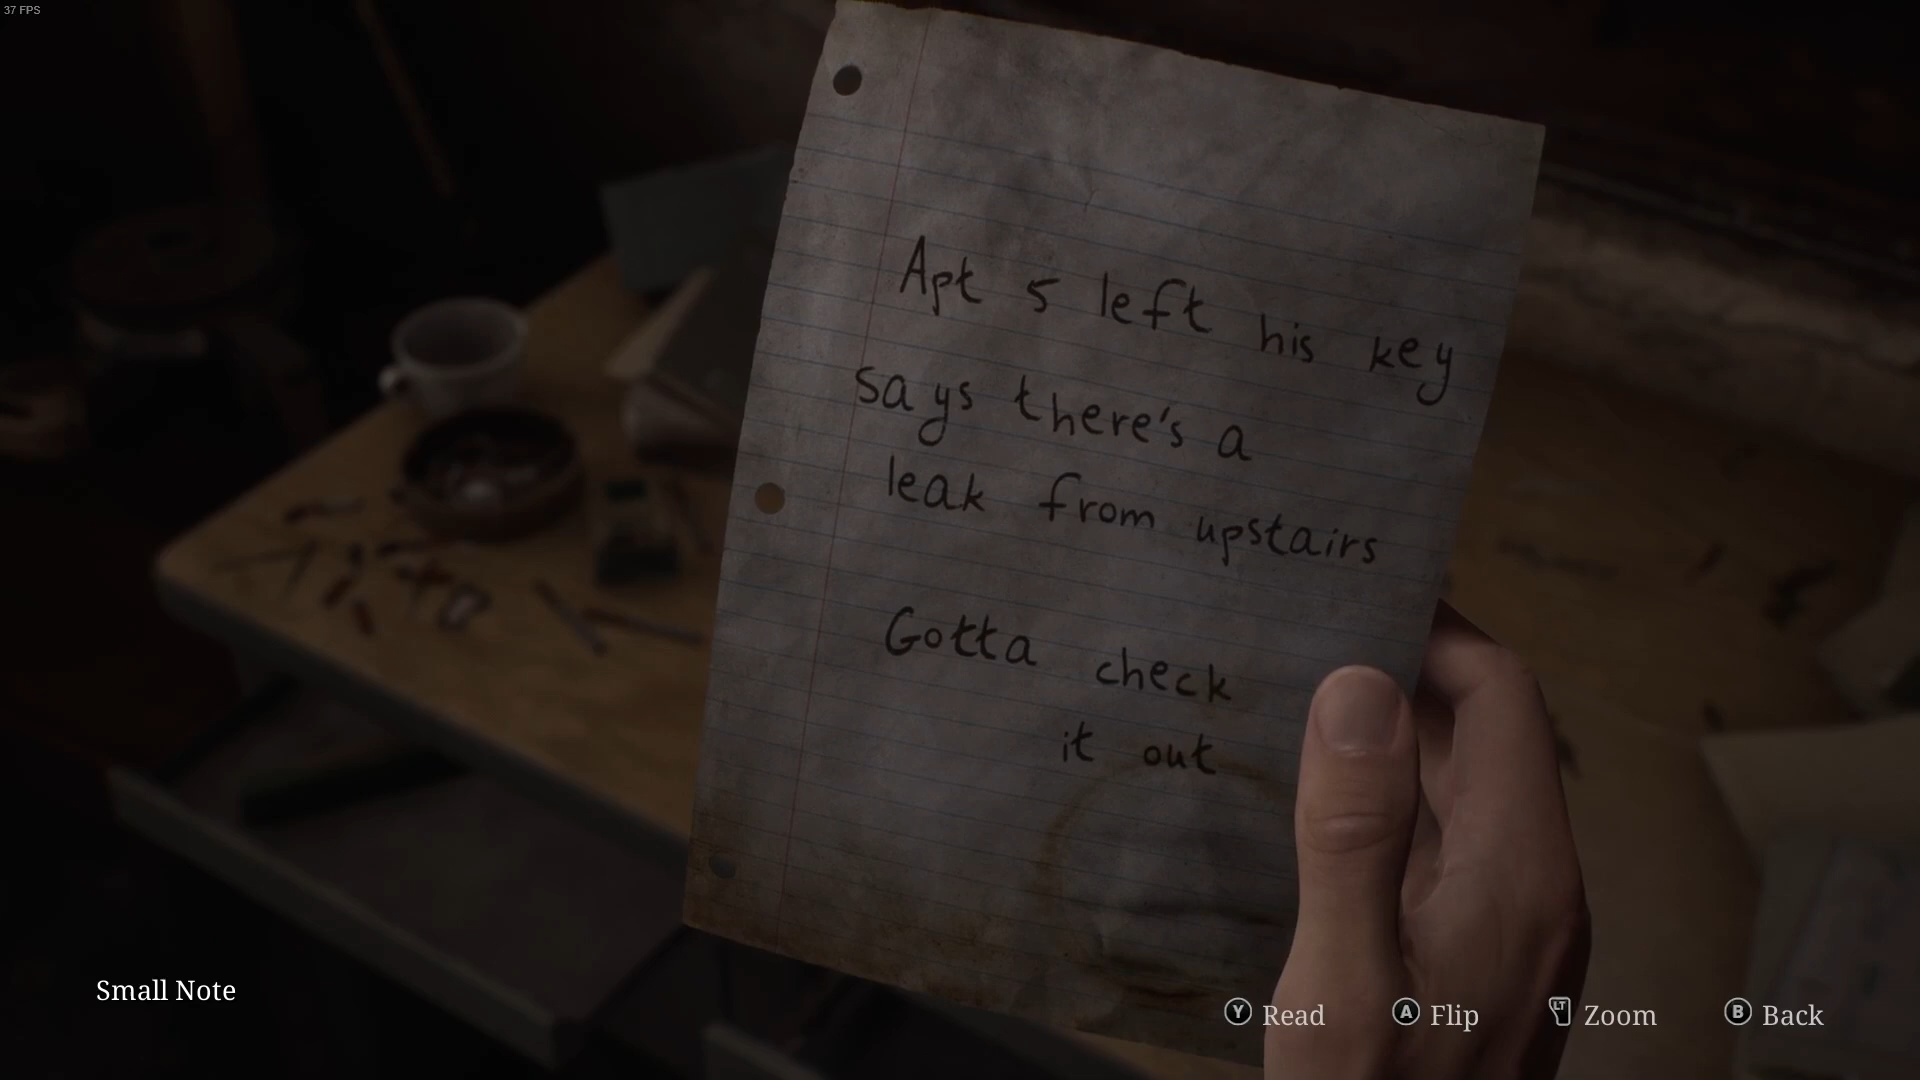 37 FPS
Apt 5 left his key
says there's a
leak from upstairs
Gotta check
it out
Small Note
Y Read A Flip LT Zoom B Back